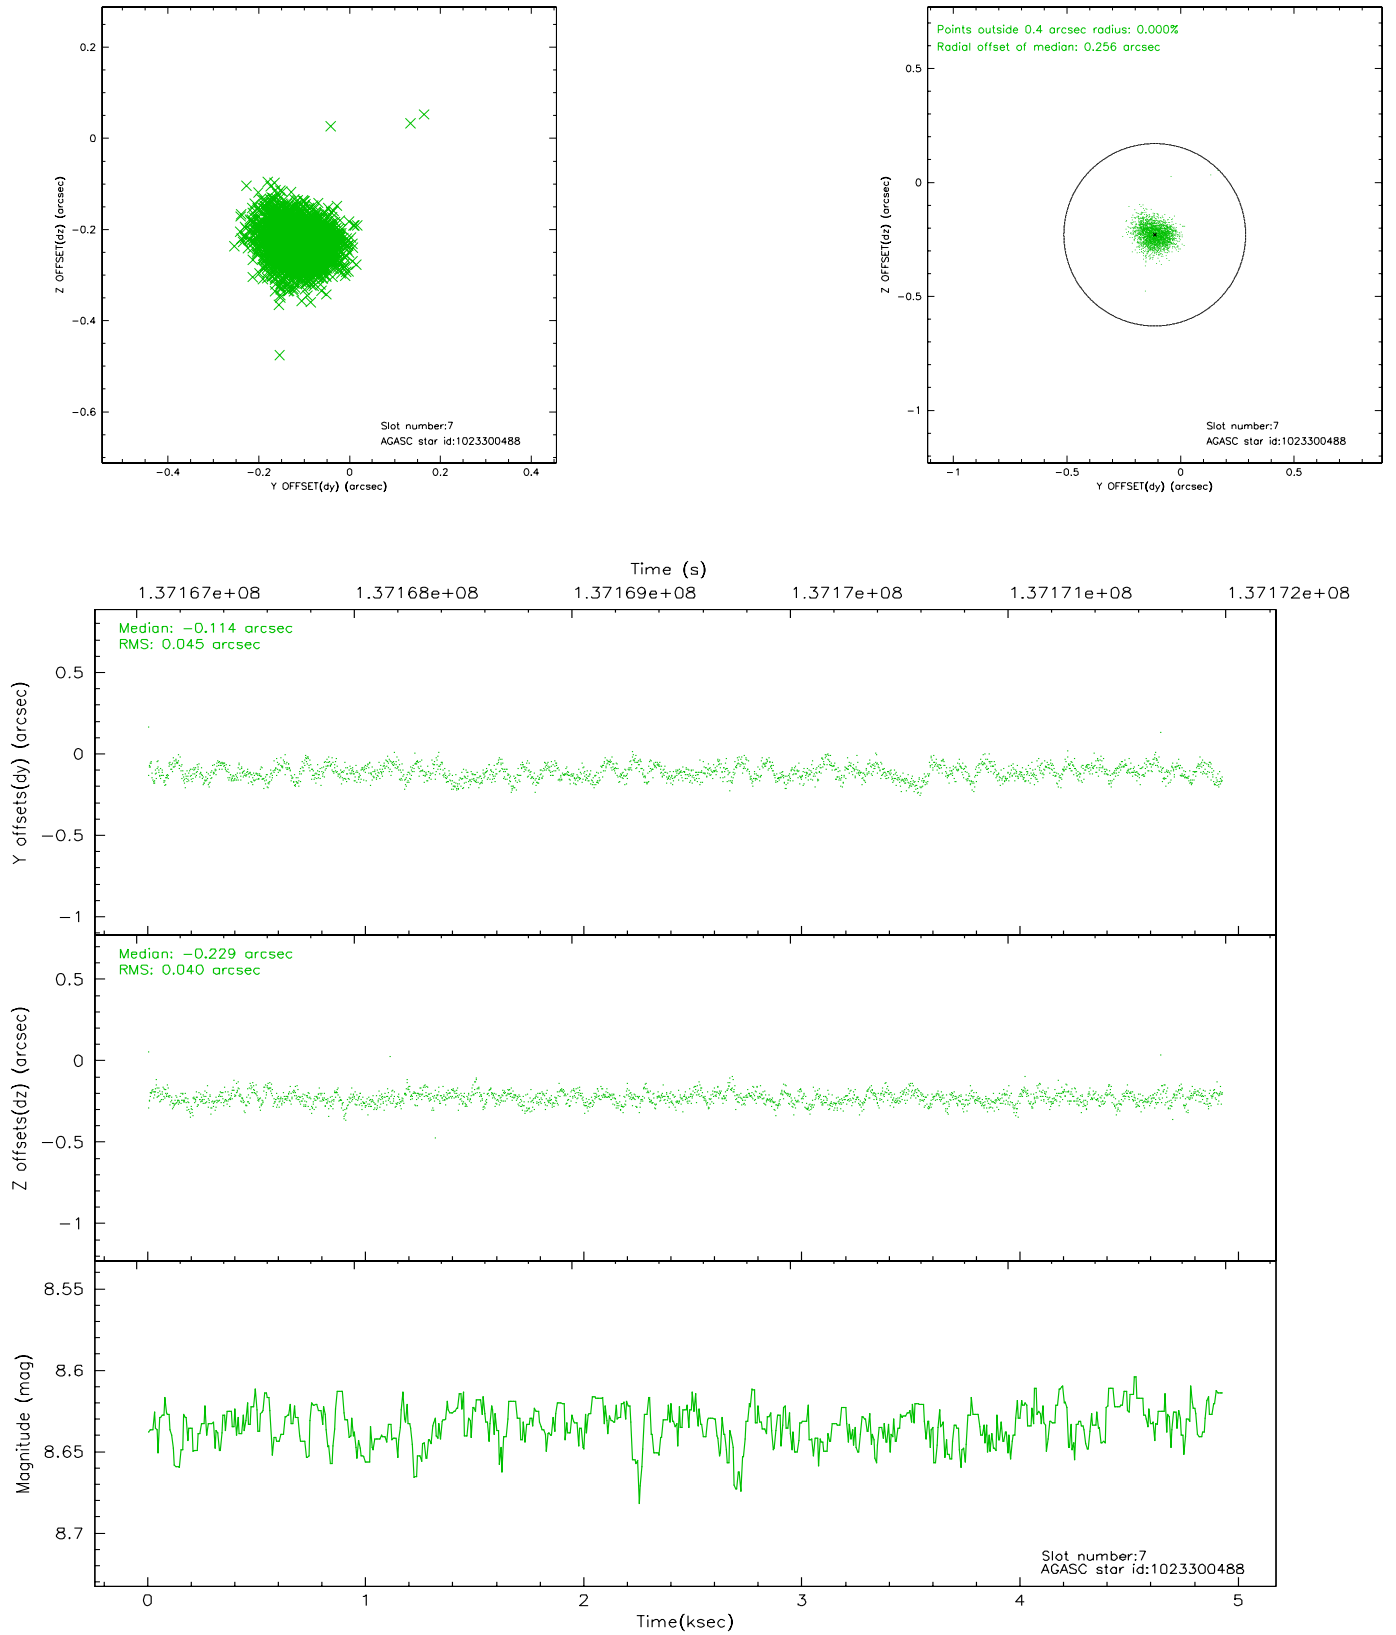 0.2
0
-0.2
-0.4
-0.6
Z OFFSET(dz) (arcsec)
Slot number:7
AGASC star id:1023300488
-0.4 -0.2 0 0.2 0.4
Y OFFSET(dy) (arcsec)
Points outside 0.4 arcsec radius: 0.000%
Radial offset of median: 0.256 arcsec
0.5
0
-0.5
-1
Z OFFSET(dz) (arcsec)
Slot number:7
AGASC star id:1023300488
-1 -0.5 0 0.5
Y OFFSET(dy) (arcsec)
Time (s)
1.37167e+08 1.37168e+08 1.37169e+08 1.3717e+08 1.37171e+08 1.37172e+08
Median: -0.114 arcsec
RMS: 0.045 arcsec
0.5
0
-0.5
-1
Y offsets(dy) (arcsec)
Median: -0.229 arcsec
RMS: 0.040 arcsec
0.5
0
-0.5
-1
Z offsets(dz) (arcsec)
8.55
8.6
8.65
8.7
Magnitude (mag)
Slot number:7
AGASC star id:1023300488
0 1 2 3 4 5
Time(ksec)